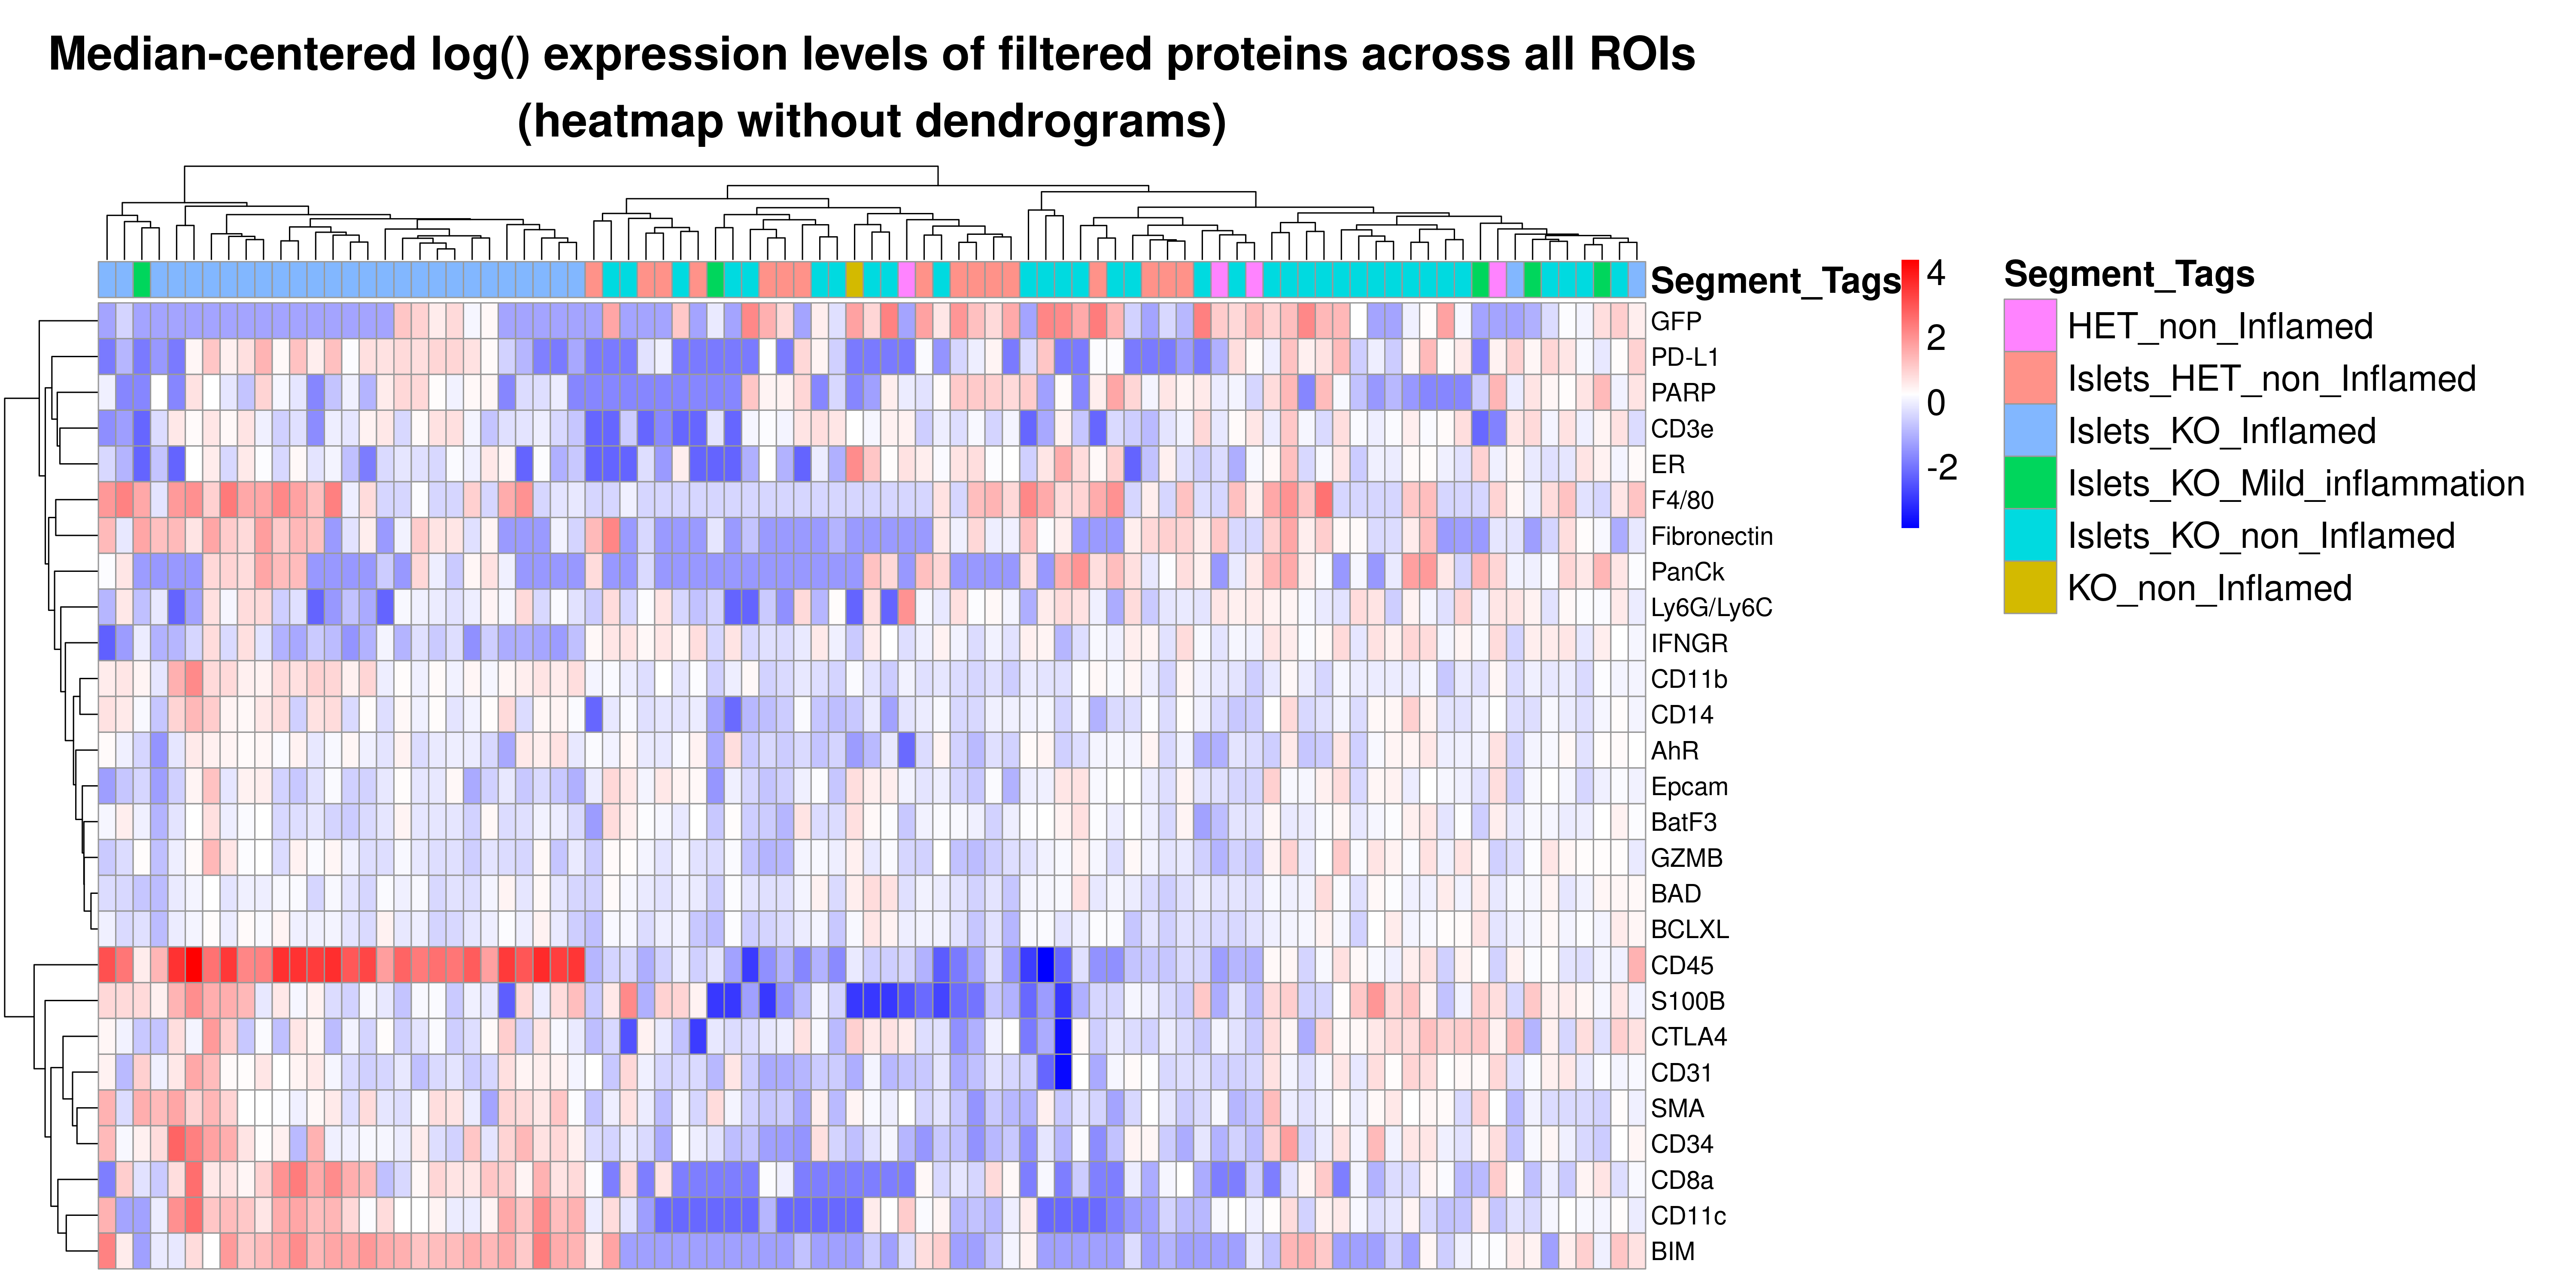 Median-centered log() expression levels of filtered proteins across all ROIs
(heatmap without dendrograms)
Segment_Tags
GFP
PD-L1
PARP
CD3e
ER
F4/80
Fibronectin
PanCk
Ly6G/Ly6C
IFNGR
CD11b
CD14
AhR
Epcam
BatF3
GZMB
BAD
BCLXL
CD45
S100B
CTLA4
CD31
SMA
CD34
CD8a
CD11c
BIM
4
2
0
-2
Segment_Tags
HET_non_Inflamed
Islets_HET_non_Inflamed
Islets_KO_Inflamed
Islets_KO_Mild_inflammation
Islets_KO_non_Inflamed
KO_non_Inflamed